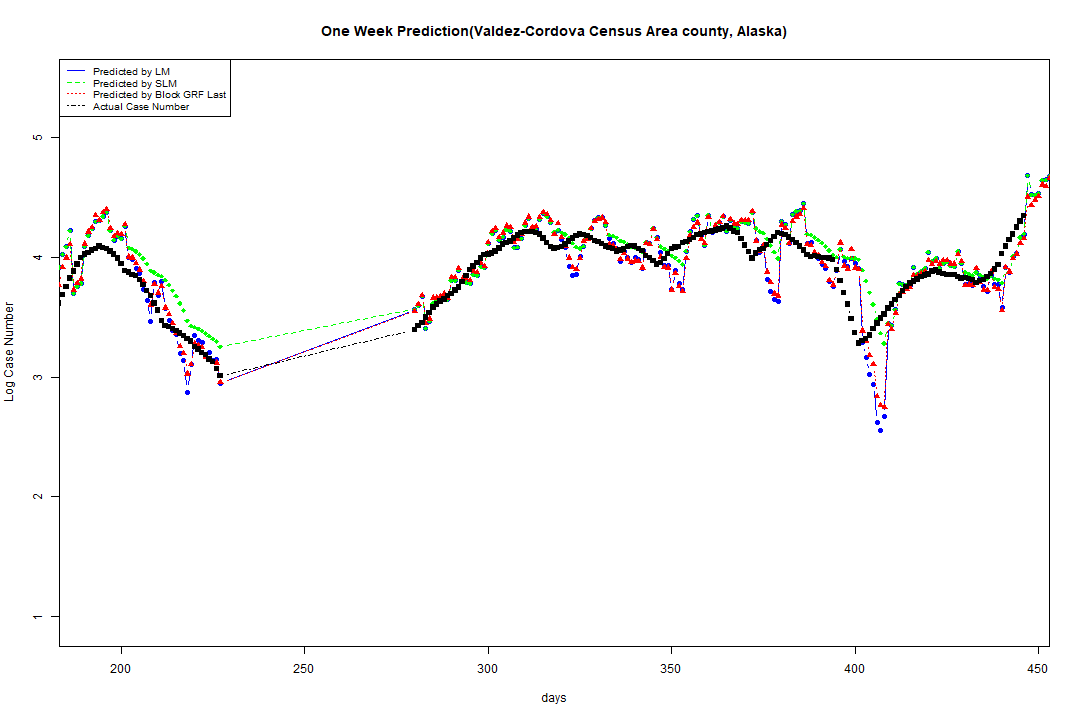 One Week Prediction(Valdez-Cordova Census Area county, Alaska)
Predicted by LM
Predicted by SLM
Predicted by Block GRF Last
Actual Case Number
5
4
3
2
1
Log Case Number
200 250 300 350 400 450
days